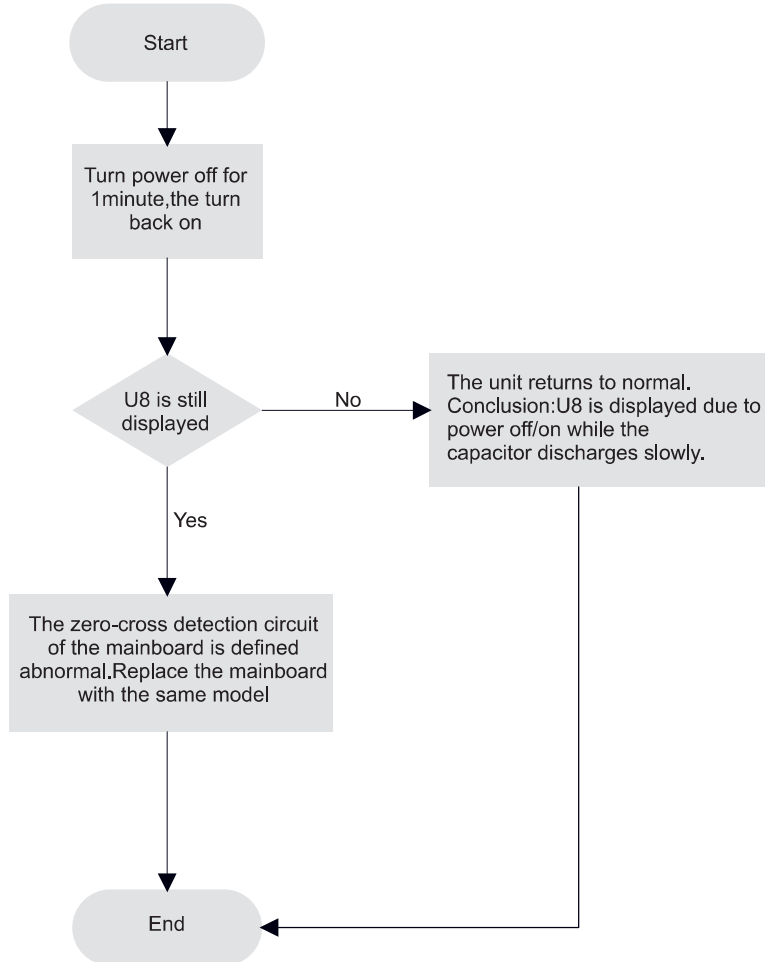 Start
Turn power off for
1minute,the turn
back on
U8 is still
displayed
No
The unit returns to normal.
Conclusion:U8 is displayed due to
power off/on while the
capacitor discharges slowly.
Yes
The zero-cross detection circuit
of the mainboard is defined
abnormal.Replace the mainboard
with the same model
End